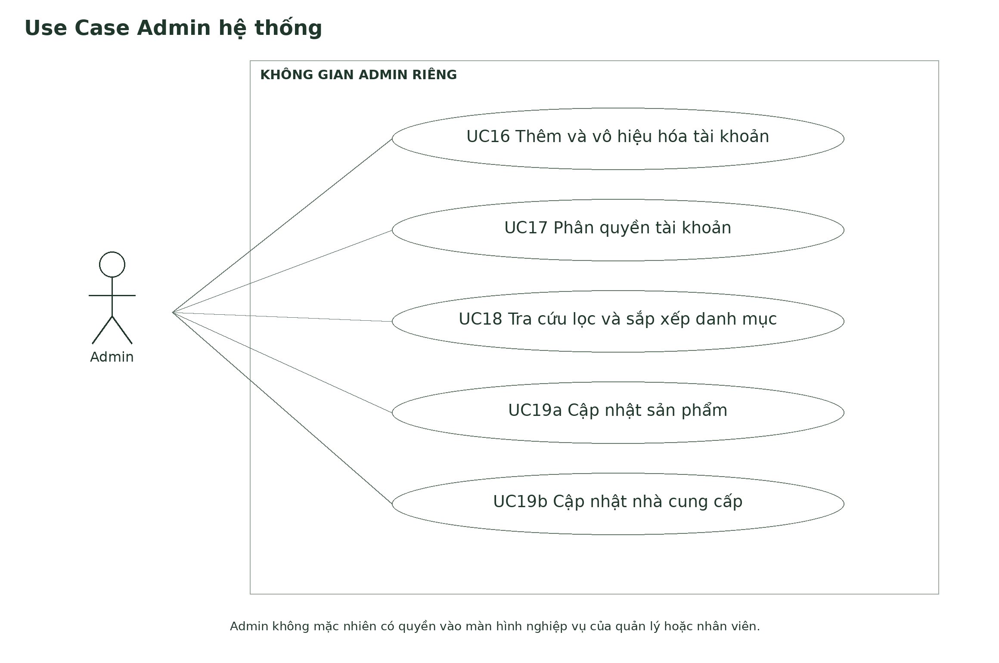 Use Case Admin hệ thống
KHÔNG GIAN ADMIN RIÊNG
UC16 Thêm và vô hiệu hóa tài khoản
UC17 Phân quyền tài khoản
UC18 Tra cứu lọc và sắp xếp danh mục
Admin
UC19a Cập nhật sản phẩm
UC19b Cập nhật nhà cung cấp
Admin không mặc nhiên có quyền vào màn hình nghiệp vụ của quản lý hoặc nhân viên.